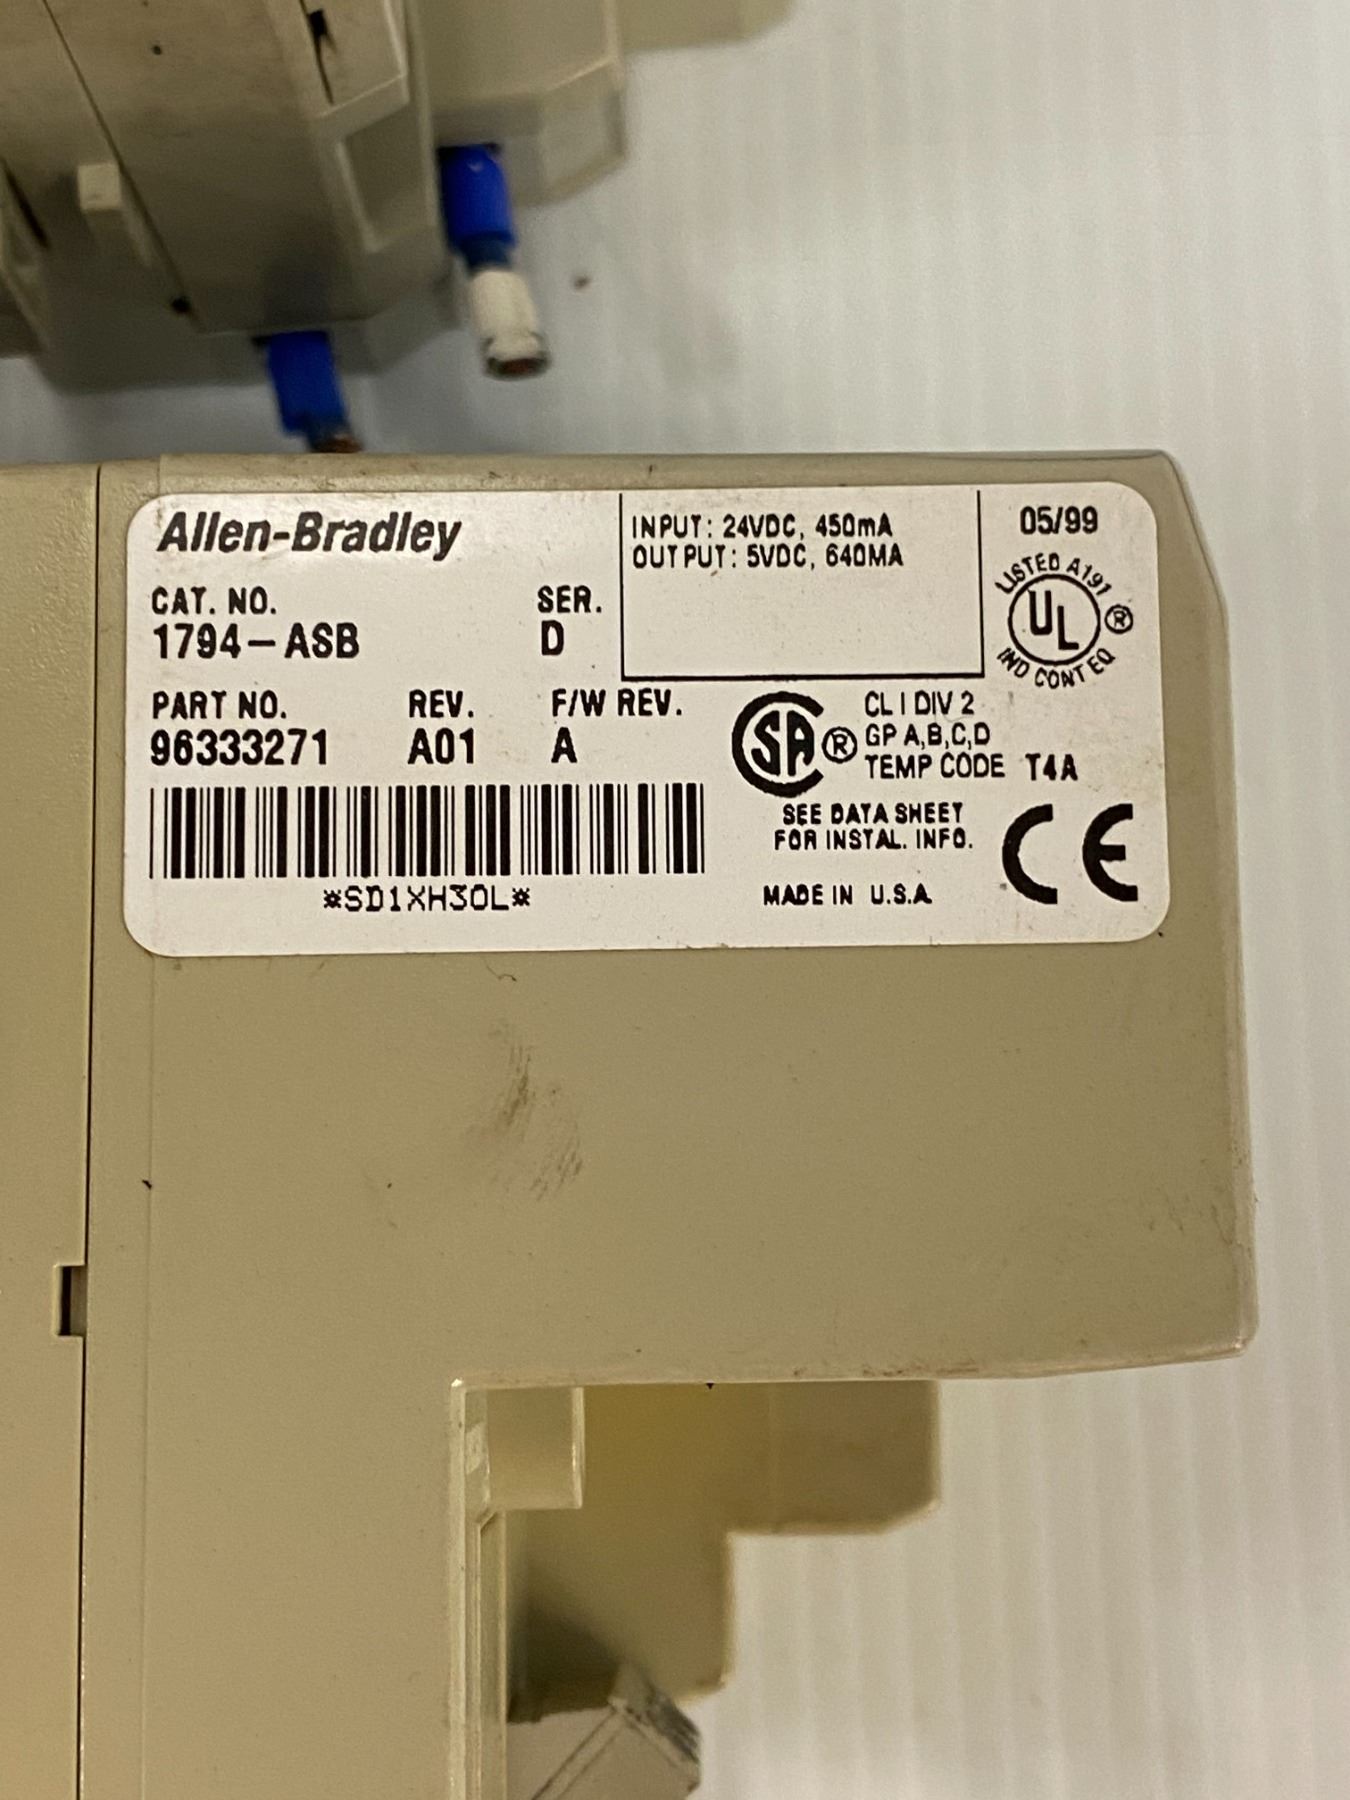 Allen-Bradley
CAT. NO.
SER.
1794-ASB
D
PART NO.
REV.
F/W REV.
96333271
A01
A
*SD1XH30L*
INPUT: 24VDC, 450mA
OUTPUT: 5VDC, 640MA
05/99
LISTED A191
UL ®
IND CONT EQ
SA ®
CL I DIV 2
GP A,B,C,D
TEMP CODE T4A
SEE DATA SHEET
FOR INSTAL. INFO.
MADE IN U.S.A.
CE